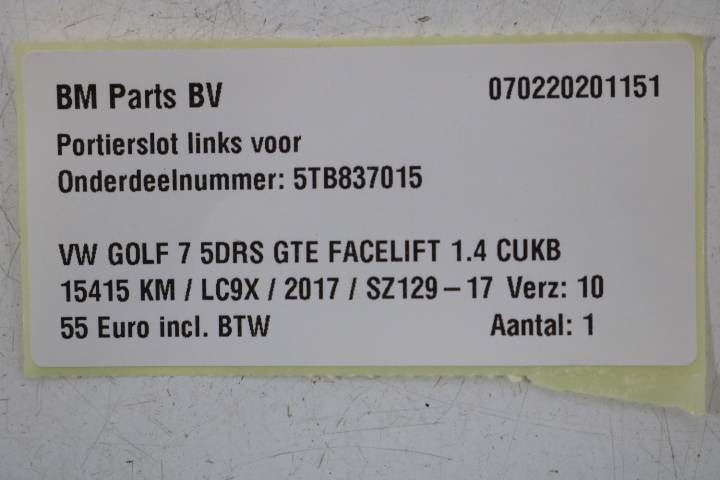 BM Parts BV 070220201151
Portierslot links voor
Onderdeelnummer: 5TB837015
VW GOLF 7 5DRS GTE FACELIFT 1.4 CUKB
15415 KM / LC9X / 2017 / SZ129-17 Verz: 10
55 Euro incl. BTW Aantal: 1